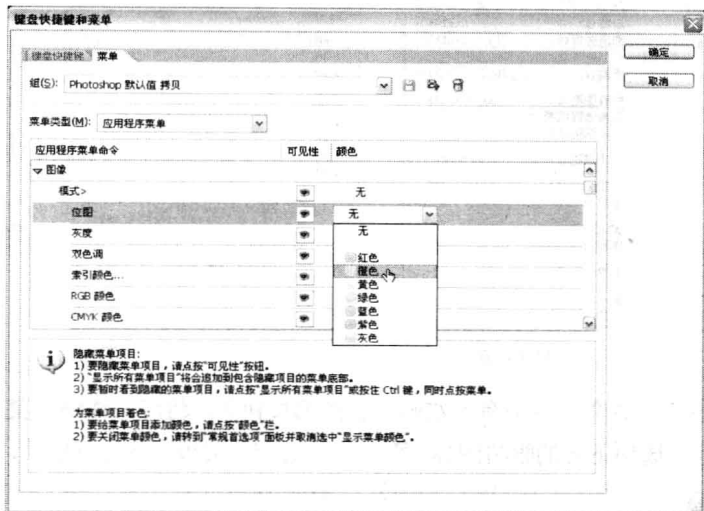 键盘快捷键和菜单
键盘快捷键 菜单
确定
组(S): Photoshop 默认值 拷贝
取消
菜单类型(M): 应用程序菜单
应用程序菜单命令 可见性 颜色
图像
模式> 无
位图 无
灰度 无
双色调 红色
橙色
索引颜色... 黄色
RGB 颜色 绿色
蓝色
CMYK 颜色 紫色
灰色
隐藏菜单项目:
1) 要隐藏菜单项目，请点按"可见性"按钮。
2) "显示所有菜单项目"将会追加到包含隐藏项目的菜单底部。
3) 要暂时看到隐藏的菜单项目，请点按"显示所有菜单项目"或按住 Ctrl 键，同时点按菜单。
为菜单项目着色:
1) 要给菜单项目添加颜色，请点按"颜色"栏。
2) 要关闭菜单颜色，请转到"常规首选项"面板并取消选中"显示菜单颜色"。